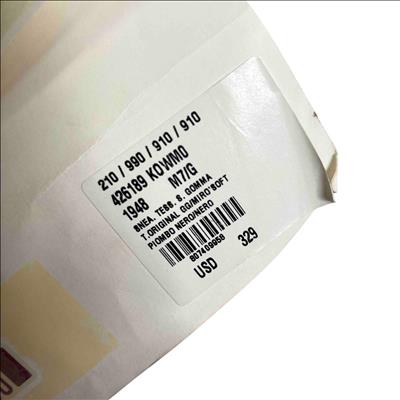 210 / 990 / 910 / 910
426189 KOWM0
1948 M7/G
SNEA. TESS. S. GOMMA
T.ORIGINAL GG/MIRO'SOFT
PIOMBO NERO/NERO
807409958
USD 329